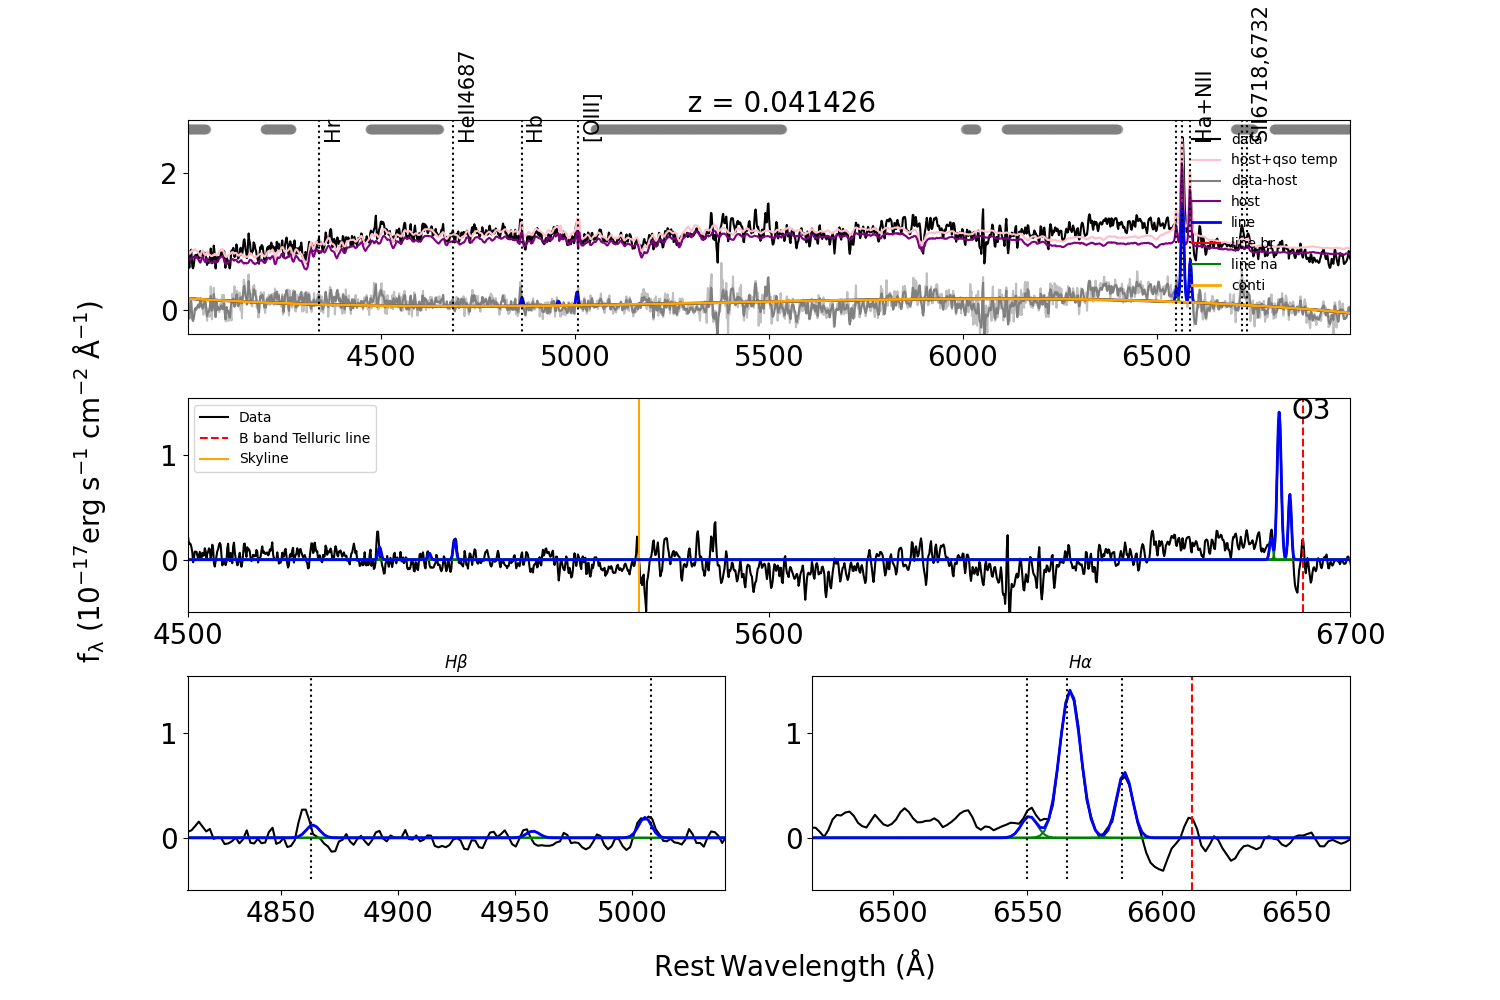 z = 0.041426
Hr
HeII4687
Hb
[OIII]
Ha+NII
SII6718,6732
data
host+qso temp
data-host
host
line
line br
line na
conti
2
0
4500
5000
5500
6000
6500
fλ (10⁻¹⁷erg s⁻¹ cm⁻² Å⁻¹)
Data
B band Telluric line
Skyline
O3
1
0
4500
5600
6700
Hβ
1
0
4850
4900
4950
5000
Hα
1
0
6500
6550
6600
6650
Rest Wavelength (Å)